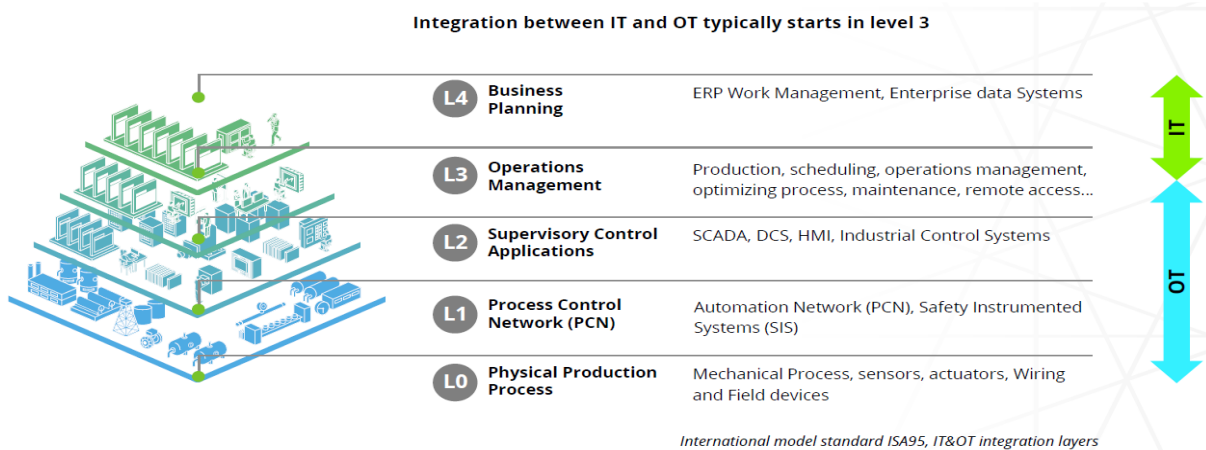 Integration between IT and OT typically starts in level 3
L4
Business
Planning
ERP Work Management, Enterprise data Systems
IT
L3
Operations
Management
Production, scheduling, operations management,
optimizing process, maintenance, remote access...
L2
Supervisory Control
Applications
SCADA, DCS, HMI, Industrial Control Systems
OT
L1
Process Control
Network (PCN)
Automation Network (PCN), Safety Instrumented
Systems (SIS)
L0
Physical Production
Process
Mechanical Process, sensors, actuators, Wiring
and Field devices
International model standard ISA95, IT&OT integration layers